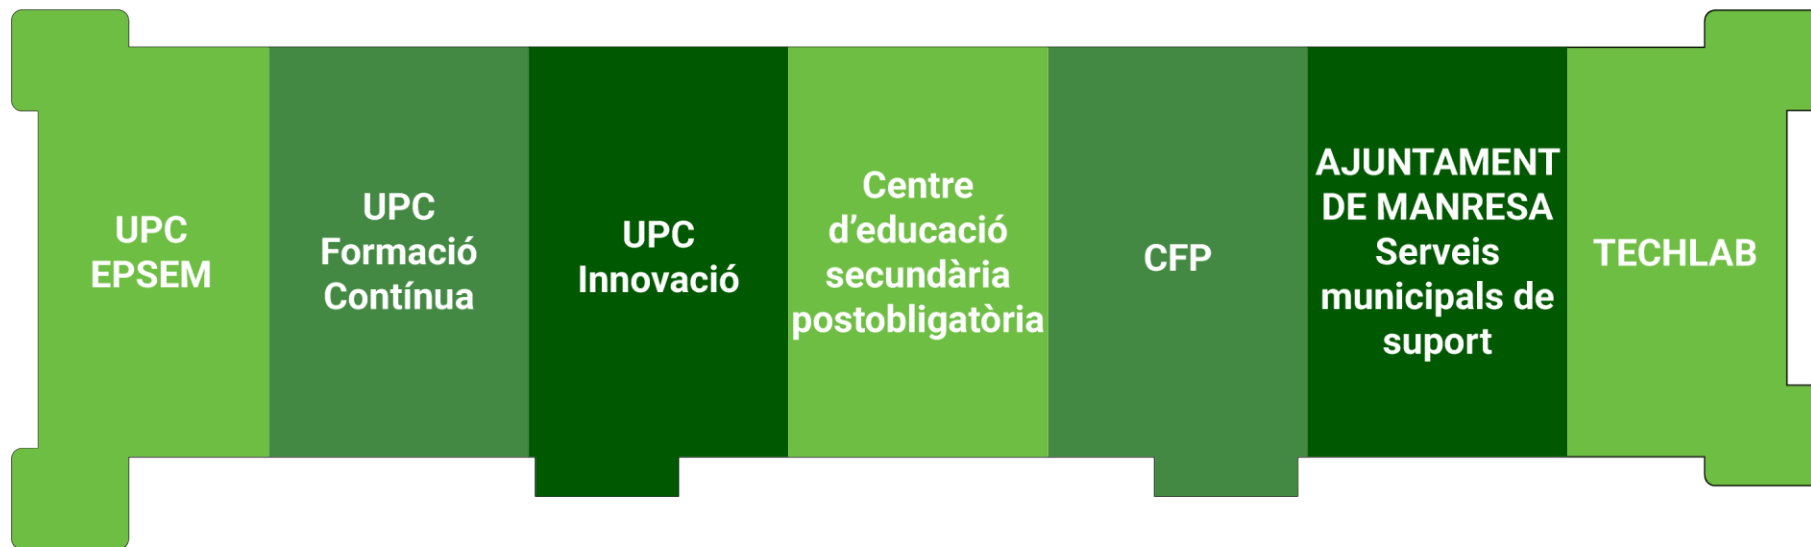 UPC
EPSEM
UPC
Formació
Contínua
UPC
Innovació
Centre
d’educació
secundària
postobligatòria
CFP
AJUNTAMENT
DE MANRESA
Serveis
municipals de
suport
TECHLAB